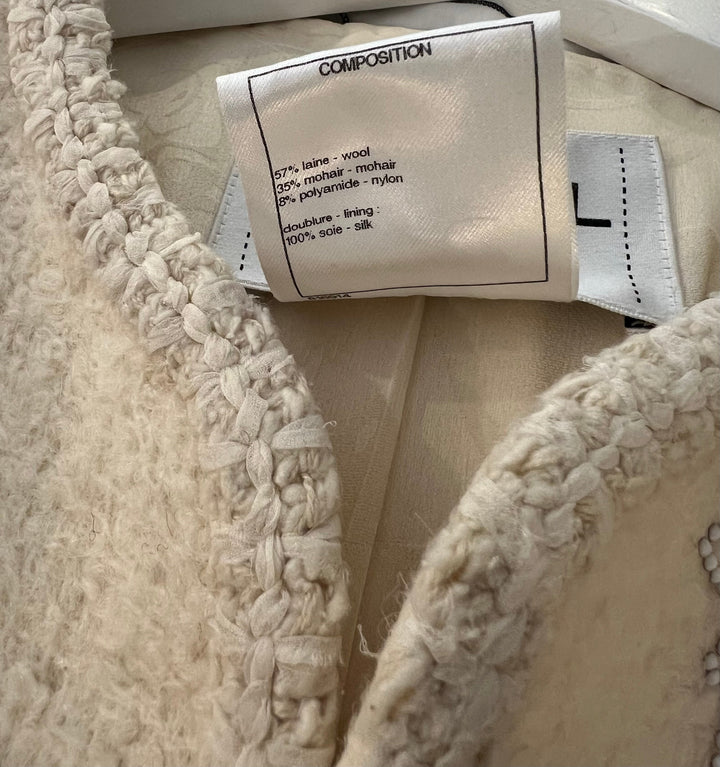 COMPOSITION
57% laine - wool
35% mohair - mohair
8% polyamide - nylon
doublure - lining :
100% soie - silk
L